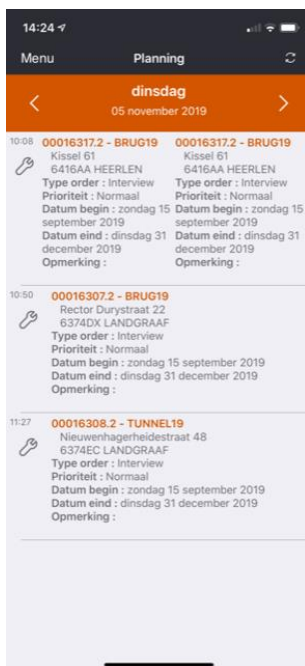 14:24
Menu Planning
dinsdag
05 november 2019
10:08
00016317.2 - BRUG19
Kissel 61
6416AA HEERLEN
Type order : Interview
Prioriteit : Normaal
Datum begin : zondag 15
september 2019
Datum eind : dinsdag 31
december 2019
Opmerking :
00016317.2 - BRUG19
Kissel 61
6416AA HEERLEN
Type order : Interview
Prioriteit : Normaal
Datum begin : zondag 15
september 2019
Datum eind : dinsdag 31
december 2019
Opmerking :
10:50
00016307.2 - BRUG19
Rector Durystraat 22
6374DX LANDGRAAF
Type order : Interview
Prioriteit : Normaal
Datum begin : zondag 15 september 2019
Datum eind : dinsdag 31 december 2019
Opmerking :
11:27
00016308.2 - TUNNEL19
Nieuwenhagerheidestraat 48
6374EC LANDGRAAF
Type order : Interview
Prioriteit : Normaal
Datum begin : zondag 15 september 2019
Datum eind : dinsdag 31 december 2019
Opmerking :